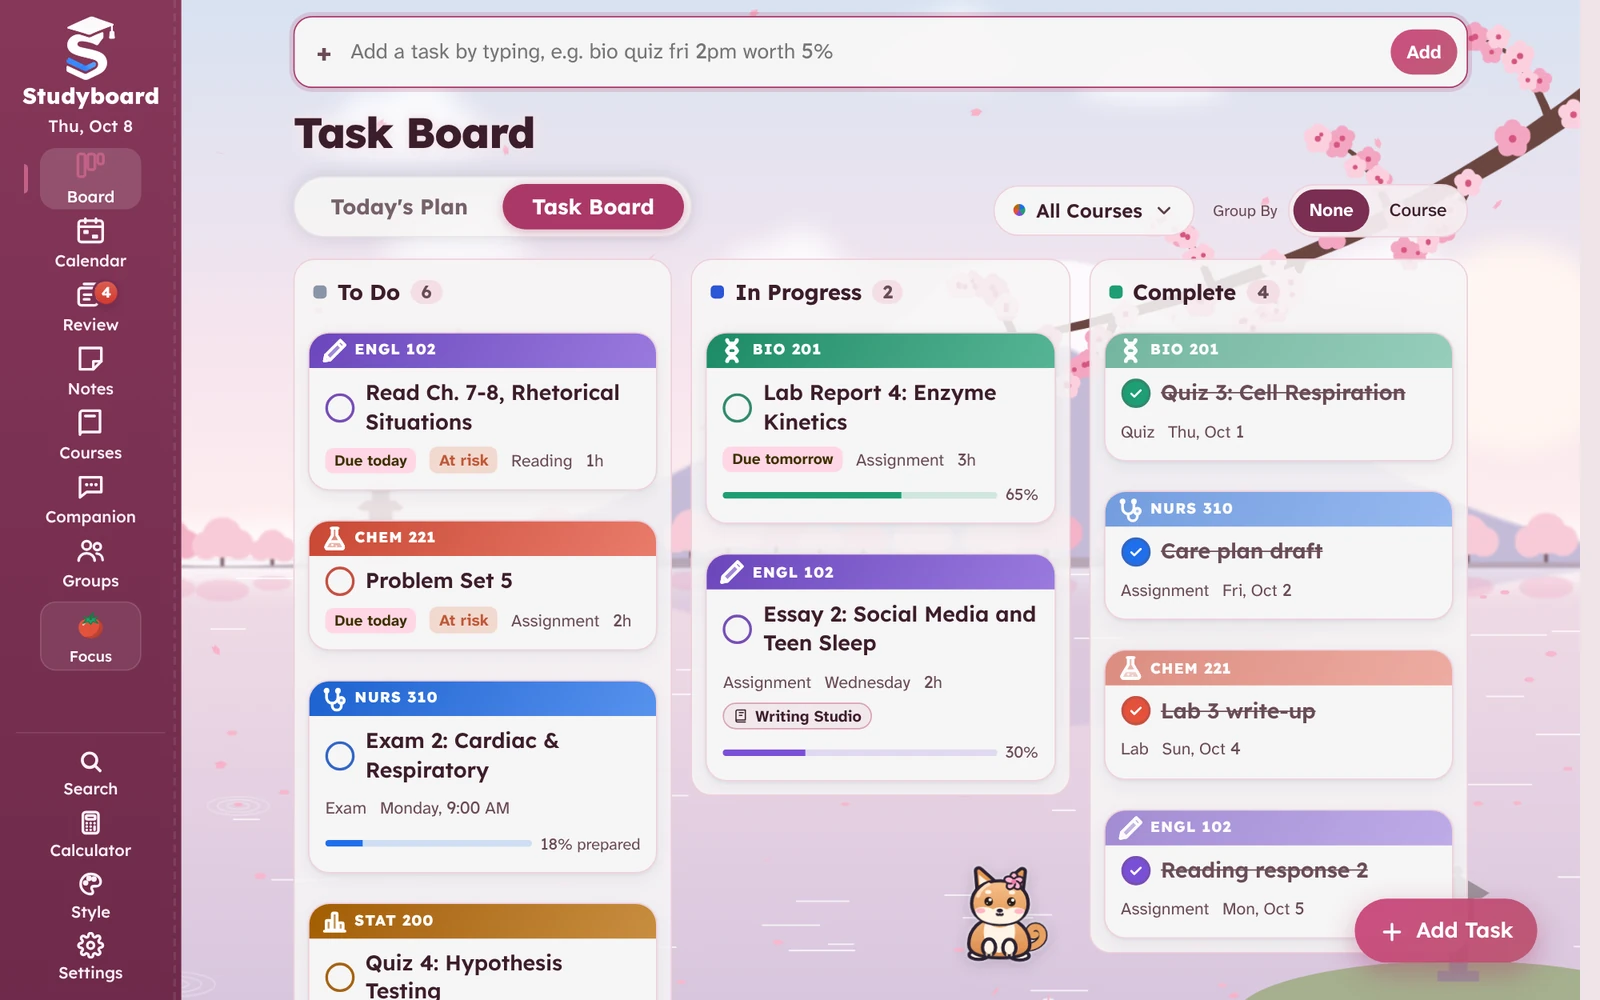 Studyboard
Thu, Oct 8
Board
Calendar
4
Review
Notes
Courses
Companion
Groups
Focus
Search
Calculator
Style
Settings
+ Add a task by typing, e.g. bio quiz fri 2pm worth 5%
Add
Task Board
Today's Plan
Task Board
All Courses
Group By
None
Course
To Do 6
ENGL 102
Read Ch. 7-8, Rhetorical
Situations
Due today At risk Reading 1h
CHEM 221
Problem Set 5
Due today At risk Assignment 2h
NURS 310
Exam 2: Cardiac &
Respiratory
Exam Monday, 9:00 AM
18% prepared
STAT 200
Quiz 4: Hypothesis
Testing
In Progress 2
BIO 201
Lab Report 4: Enzyme
Kinetics
Due tomorrow Assignment 3h
65%
ENGL 102
Essay 2: Social Media and
Teen Sleep
Assignment Wednesday 2h
Writing Studio
30%
Complete 4
BIO 201
Quiz 3: Cell Respiration
Quiz Thu, Oct 1
NURS 310
Care plan draft
Assignment Fri, Oct 2
CHEM 221
Lab 3 write-up
Lab Sun, Oct 4
ENGL 102
Reading response 2
Assignment Mon, Oct 5
+ Add Task